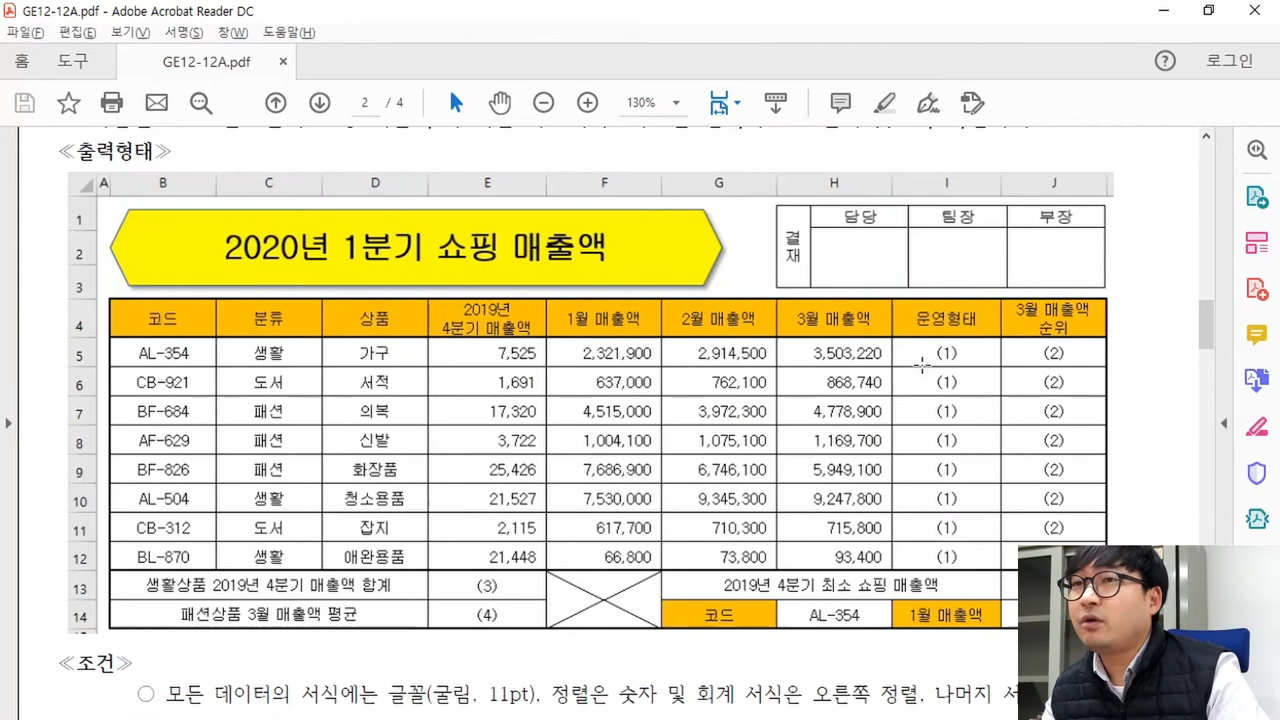 GE12-12A.pdf - Adobe Acrobat Reader DC
파일(F) 편집(E) 보기(V) 서명(S) 창(W) 도움말(H)
홈 도구 GE12-12A.pdf × 로그인
2 / 4 130%
≪출력형태≫
A B C D E F G H I J
1 담당 팀장 부장
2 2020년 1분기 쇼핑 매출액 결재
3
4 코드 분류 상품 2019년 4분기 매출액 1월 매출액 2월 매출액 3월 매출액 운영형태 3월 매출액 순위
5 AL-354 생활 가구 7,525 2,321,900 2,914,500 3,503,220 (1) (2)
6 CB-921 도서 서적 1,691 637,000 762,100 868,740 (1) (2)
7 BF-684 패션 의복 17,320 4,515,000 3,972,300 4,778,900 (1) (2)
8 AF-629 패션 신발 3,722 1,004,100 1,075,100 1,169,700 (1) (2)
9 BF-826 패션 화장품 25,426 7,686,900 6,746,100 5,949,100 (1) (2)
10 AL-504 생활 청소용품 21,527 7,530,000 9,345,300 9,247,800 (1) (2)
11 CB-312 도서 잡지 2,115 617,700 710,300 715,800 (1) (2)
12 BL-870 생활 애완용품 21,448 66,800 73,800 93,400 (1)
13 생활상품 2019년 4분기 매출액 합계 (3) 2019년 4분기 최소 쇼핑 매출액
14 패션상품 3월 매출액 평균 (4) 코드 AL-354 1월 매출액
≪조건≫
○ 모든 데이터의 서식에는 글꼴(굴림, 11pt), 정렬은 숫자 및 회계 서식은 오른쪽 정렬, 나머지 서